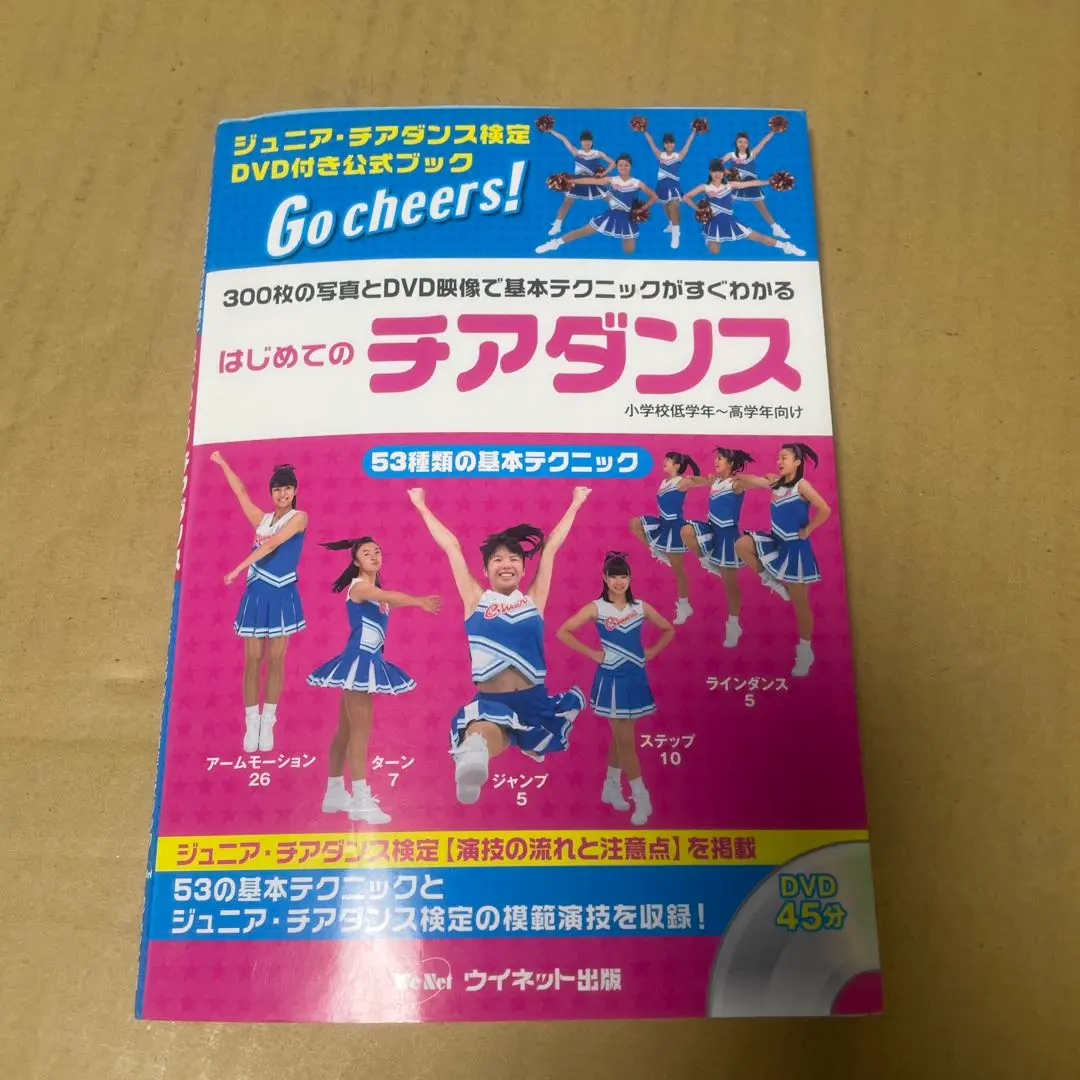 ジュニア・チアダンス検定
DVD付き公式ブック
Go cheers!
300枚の写真とDVD映像で基本テクニックがすぐわかる
はじめての チアダンス
小学校低学年〜高学年向け
53種類の基本テクニック
アームモーション
26
ターン
7
ジャンプ
5
ステップ
10
ラインダンス
5
ジュニア・チアダンス検定【演技の流れと注意点】を掲載
53の基本テクニックと
ジュニア・チアダンス検定の模範演技を収録！
DVD
45分
We Net ウイネット出版